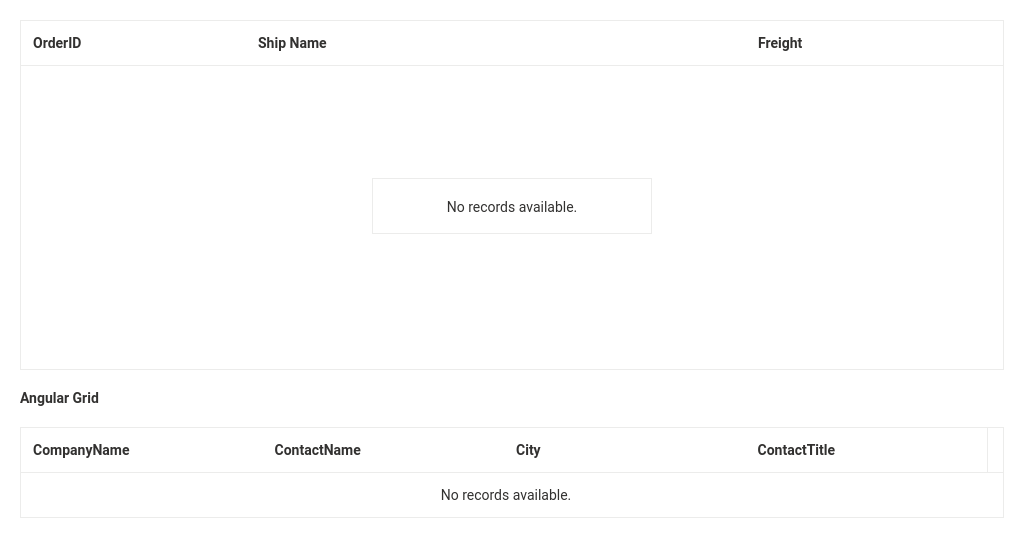 OrderID Ship Name Freight
No records available.
Angular Grid
CompanyName ContactName City ContactTitle
No records available.